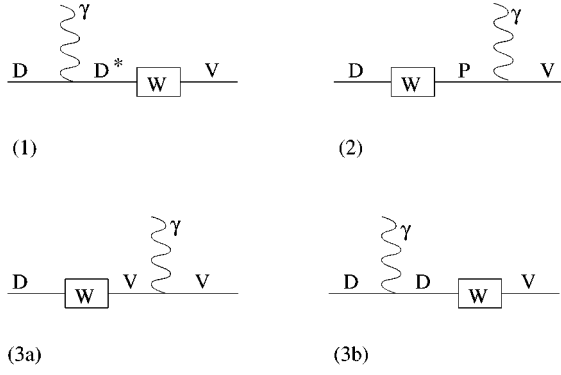 γ
D D* W V
(1)
γ
D W P V
(2)
γ
D W V V
(3a)
γ
D D W V
(3b)